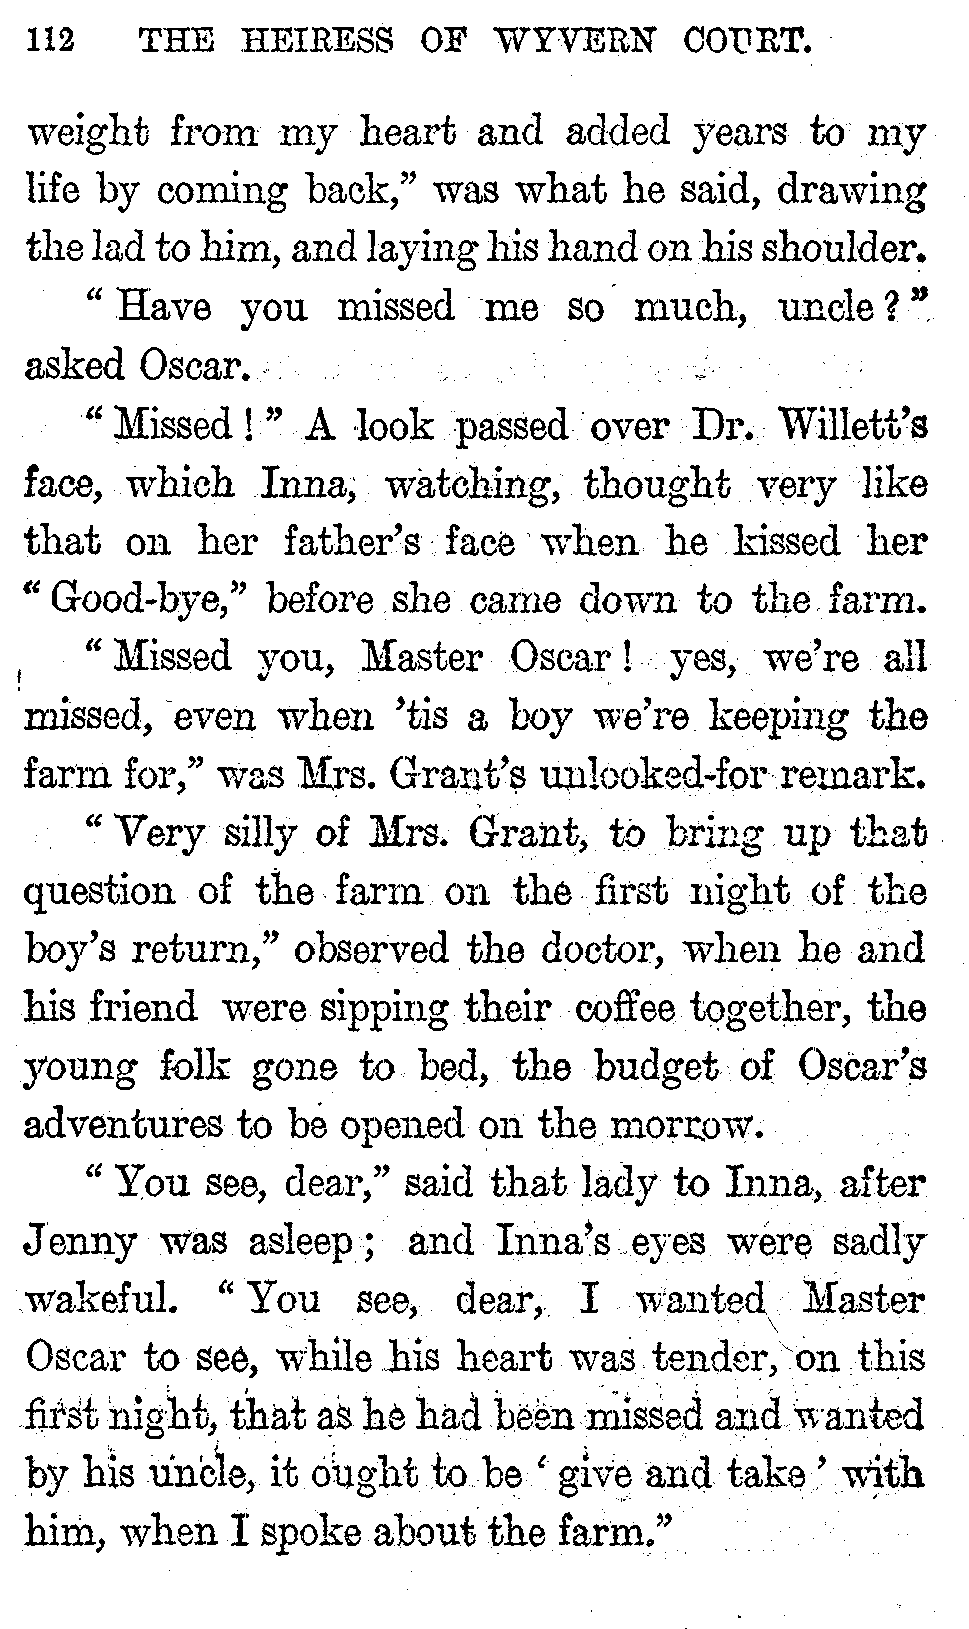 112 THE HEIRESS OF WYVERN COURT.
weight from my heart and added years to my
life by coming back,” was what he said, drawing
the lad to him, and laying his hand on his shoulder.
“ Have you missed me so much, uncle ? ”
asked Oscar.
“ Missed ! ” A look passed over Dr. Willett’s
face, which Inna, watching, thought very like
that on her father’s face when he kissed her
“ Good-bye,” before she came down to the farm.
“ Missed you, Master Oscar ! yes, we’re all
missed, even when ’tis a boy we’re keeping the
farm for,” was Mrs. Grant’s unlooked-for remark.
“ Very silly of Mrs. Grant, to bring up that
question of the farm on the first night of the
boy’s return,” observed the doctor, when he and
his friend were sipping their coffee together, the
young folk gone to bed, the budget of Oscar’s
adventures to be opened on the morrow.
“ You see, dear,” said that lady to Inna, after
Jenny was asleep ; and Inna’s eyes were sadly
wakeful. “ You see, dear, I wanted Master
Oscar to see, while his heart was tender, on this
first night, that as he had been missed and wanted
by his uncle, it ought to be ‘ give and take ’ with
him, when I spoke about the farm.”